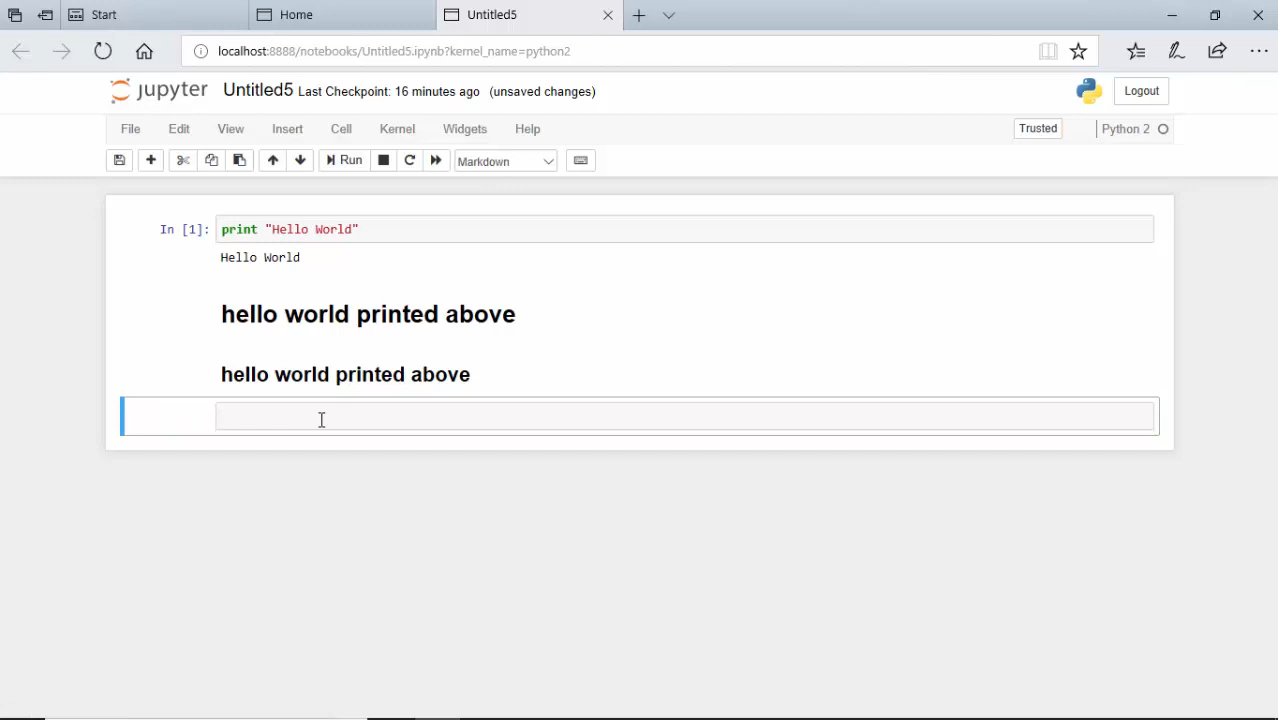 Start Home Untitled5
localhost:8888/notebooks/Untitled5.ipynb?kernel_name=python2
jupyter Untitled5 Last Checkpoint: 16 minutes ago (unsaved changes) Logout
File Edit View Insert Cell Kernel Widgets Help Trusted Python 2
Run Markdown
In [1]: print "Hello World"
Hello World
hello world printed above
hello world printed above